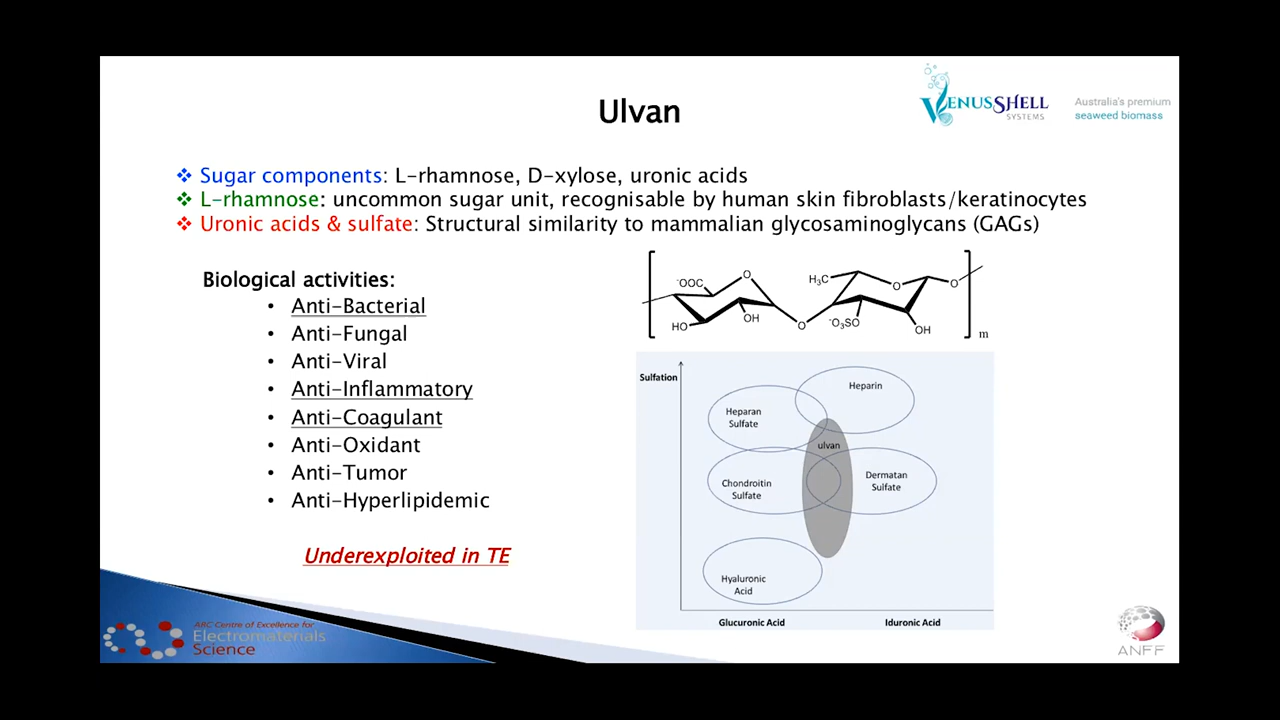 Ulvan
VENUSSHELL
SYSTEMS
Australia's premium
seaweed biomass
❖ Sugar components: L-rhamnose, D-xylose, uronic acids
❖ L-rhamnose: uncommon sugar unit, recognisable by human skin fibroblasts/keratinocytes
❖ Uronic acids & sulfate: Structural similarity to mammalian glycosaminoglycans (GAGs)
Biological activities:
• Anti-Bacterial
• Anti-Fungal
• Anti-Viral
• Anti-Inflammatory
• Anti-Coagulant
• Anti-Oxidant
• Anti-Tumor
• Anti-Hyperlipidemic
Underexploited in TE
-OOC
O
HO
OH
O
H3C
O
-O3SO
OH
O
m
Sulfation
Heparin
Heparan
Sulfate
ulvan
Chondroitin
Sulfate
Dermatan
Sulfate
Hyaluronic
Acid
Glucuronic Acid
Iduronic Acid
ARC Centre of Excellence for
Electromaterials
Science
ANFF